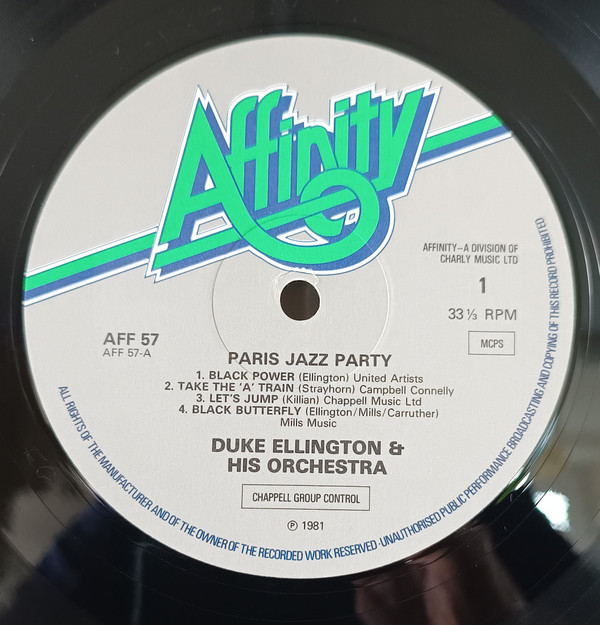 Affinity
AFFINITY–A DIVISION OF
CHARLY MUSIC LTD
1
33⅓ RPM
MCPS
AFF 57
AFF 57-A
PARIS JAZZ PARTY
1. BLACK POWER (Ellington) United Artists
2. TAKE THE 'A' TRAIN (Strayhorn) Campbell Connelly
3. LET'S JUMP (Killian) Chappell Music Ltd
4. BLACK BUTTERFLY (Ellington/Mills/Carruther)
Mills Music
DUKE ELLINGTON &
HIS ORCHESTRA
CHAPPELL GROUP CONTROL
℗ 1981
ALL RIGHTS OF THE MANUFACTURER AND OF THE OWNER OF THE RECORDED WORK RESERVED·UNAUTHORISED PUBLIC PERFORMANCE BROADCASTING AND COPYING OF THIS RECORD PROHIBITED